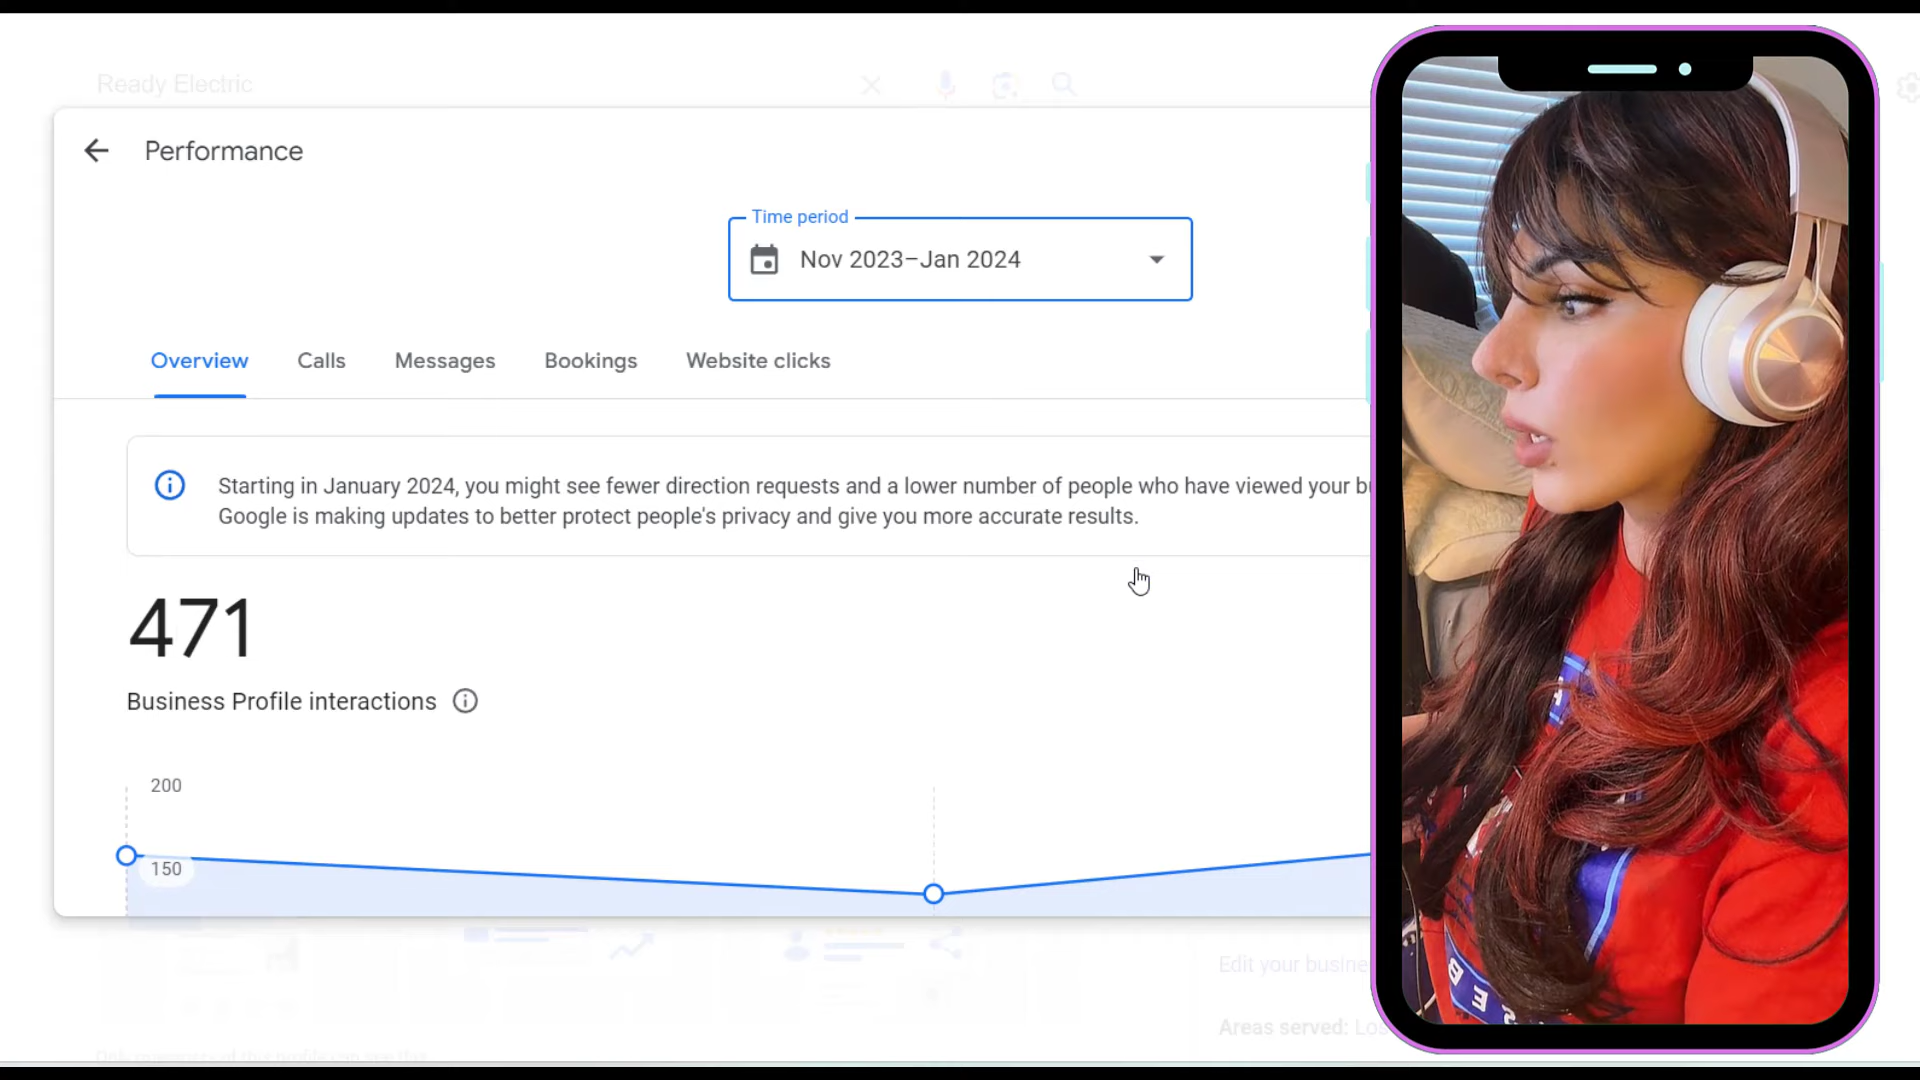 Ready Electric
Performance
Time period
Nov 2023–Jan 2024
Overview
Calls
Messages
Bookings
Website clicks
Starting in January 2024, you might see fewer direction requests and a lower number of people who have viewed your
Google is making updates to better protect people's privacy and give you more accurate results.
471
Business Profile interactions
200
150
Edit your
Areas served: